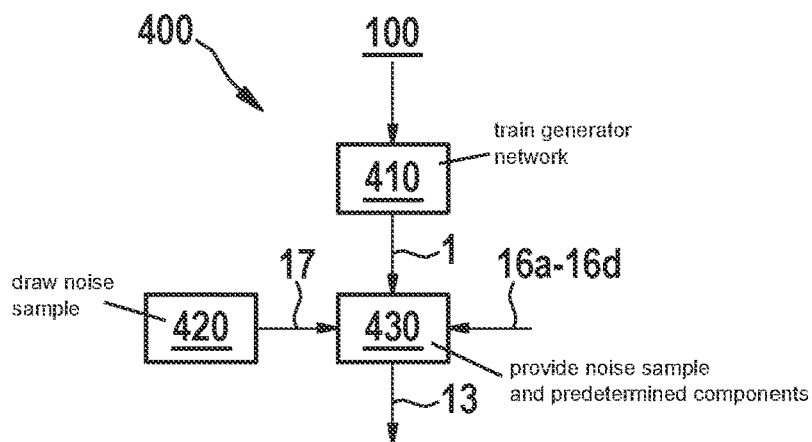 400
100
train generator
network
410
1
17
16a-16d
draw noise
sample
420
430
provide noise sample
and predetermined components
13